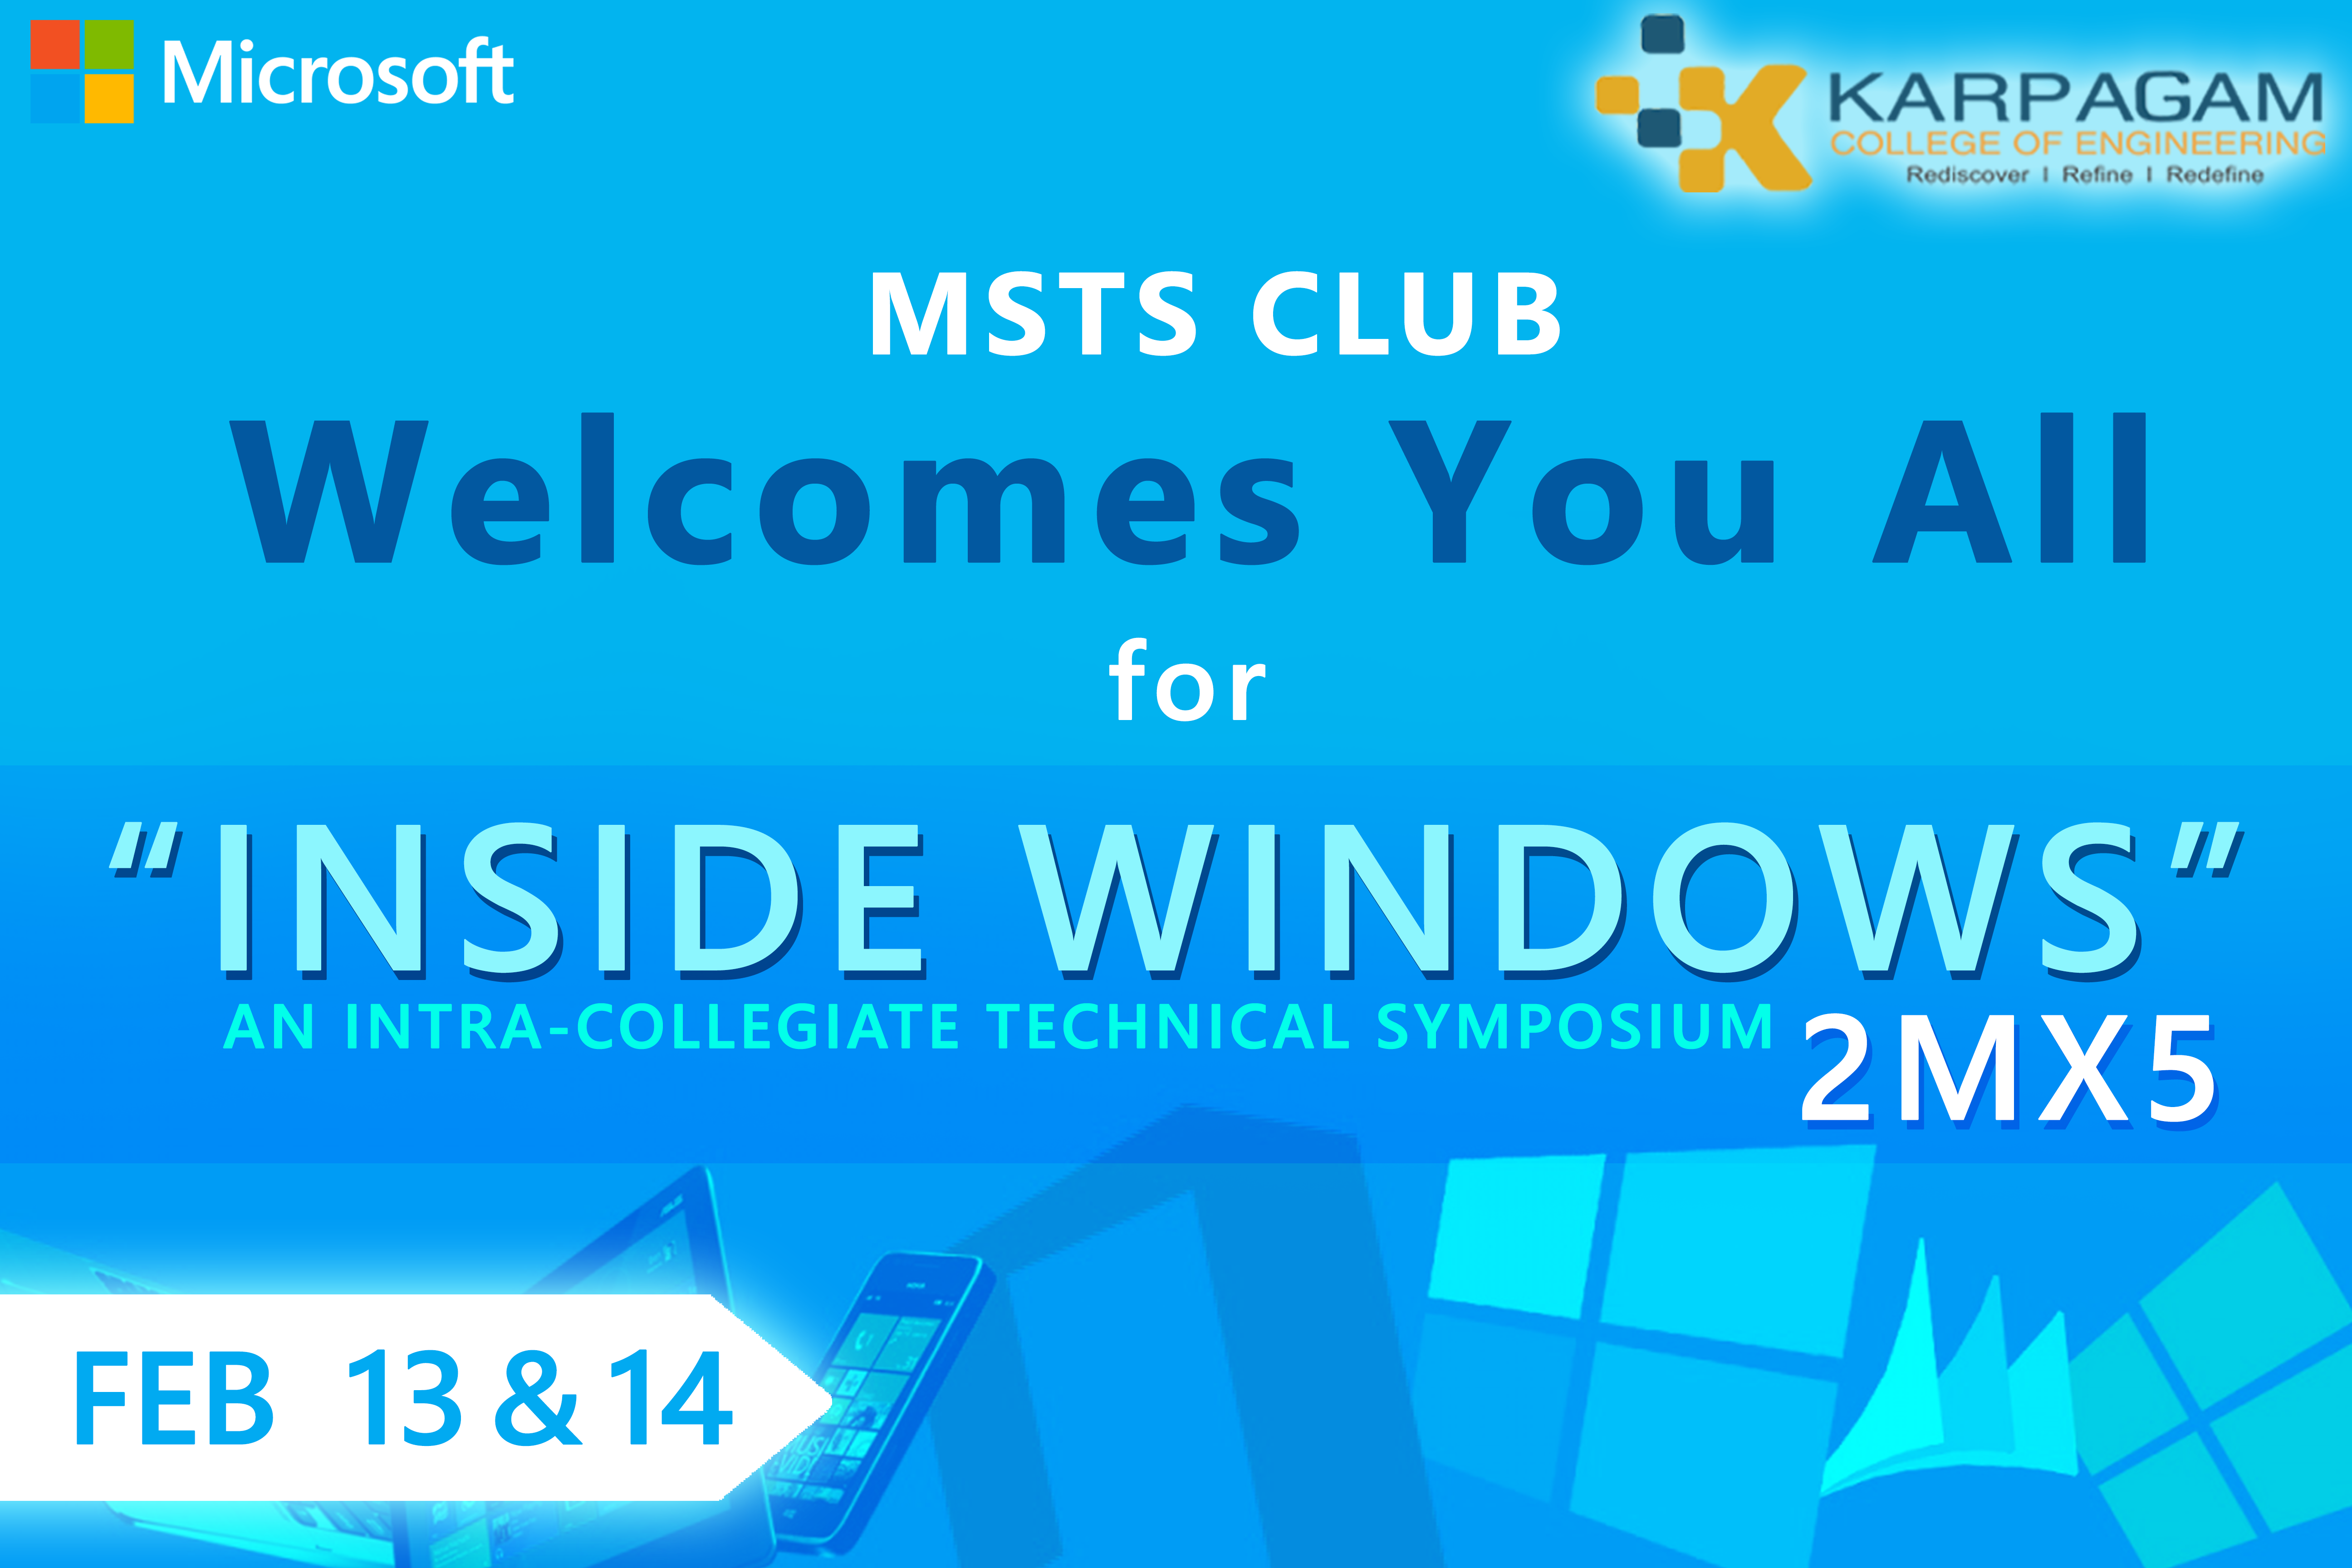 Microsoft
KARPAGAM
COLLEGE OF ENGINEERING
Rediscover I Refine I Redefine
MSTS CLUB
Welcomes You All
for
“INSIDE WINDOWS”
AN INTRA-COLLEGIATE TECHNICAL SYMPOSIUM
2MX5
FEB 13 & 14